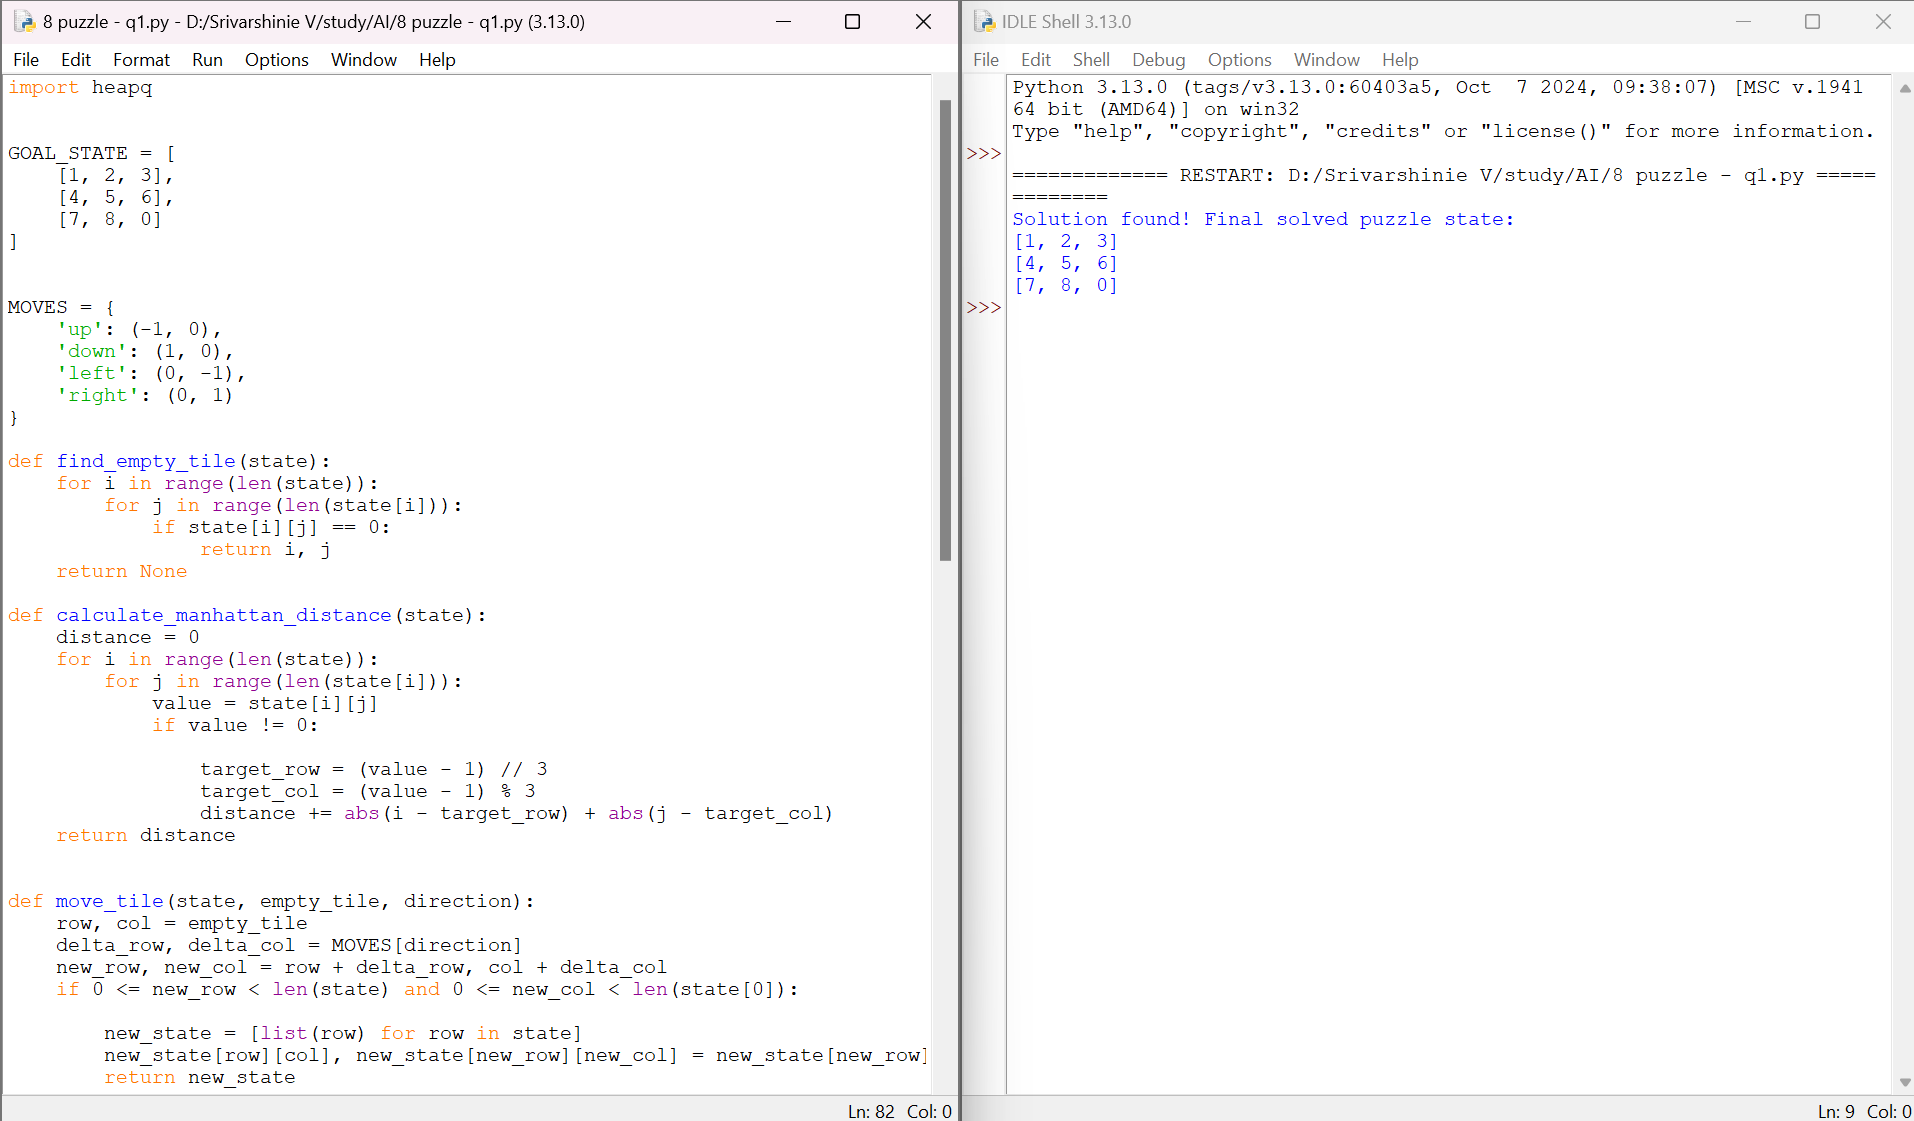 8 puzzle - q1.py - D:/Srivarshinie V/study/AI/8 puzzle - q1.py (3.13.0)
File Edit Format Run Options Window Help
import heapq
GOAL_STATE = [
    [1, 2, 3],
    [4, 5, 6],
    [7, 8, 0]
]
MOVES = {
    'up': (-1, 0),
    'down': (1, 0),
    'left': (0, -1),
    'right': (0, 1)
}
def find_empty_tile(state):
    for i in range(len(state)):
        for j in range(len(state[i])):
            if state[i][j] == 0:
                return i, j
    return None
def calculate_manhattan_distance(state):
    distance = 0
    for i in range(len(state)):
        for j in range(len(state[i])):
            value = state[i][j]
            if value != 0:
                target_row = (value - 1) // 3
                target_col = (value - 1) % 3
                distance += abs(i - target_row) + abs(j - target_col)
    return distance
def move_tile(state, empty_tile, direction):
    row, col = empty_tile
    delta_row, delta_col = MOVES[direction]
    new_row, new_col = row + delta_row, col + delta_col
    if 0 <= new_row < len(state) and 0 <= new_col < len(state[0]):
        new_state = [list(row) for row in state]
        new_state[row][col], new_state[new_row][new_col] = new_state[new_row]
        return new_state
Ln: 82 Col: 0
IDLE Shell 3.13.0
File Edit Shell Debug Options Window Help
Python 3.13.0 (tags/v3.13.0:60403a5, Oct  7 2024, 09:38:07) [MSC v.1941
64 bit (AMD64)] on win32
Type "help", "copyright", "credits" or "license()" for more information.
>>>
============= RESTART: D:/Srivarshinie V/study/AI/8 puzzle - q1.py =====
========
Solution found! Final solved puzzle state:
[1, 2, 3]
[4, 5, 6]
[7, 8, 0]
>>>
Ln: 9 Col: 0